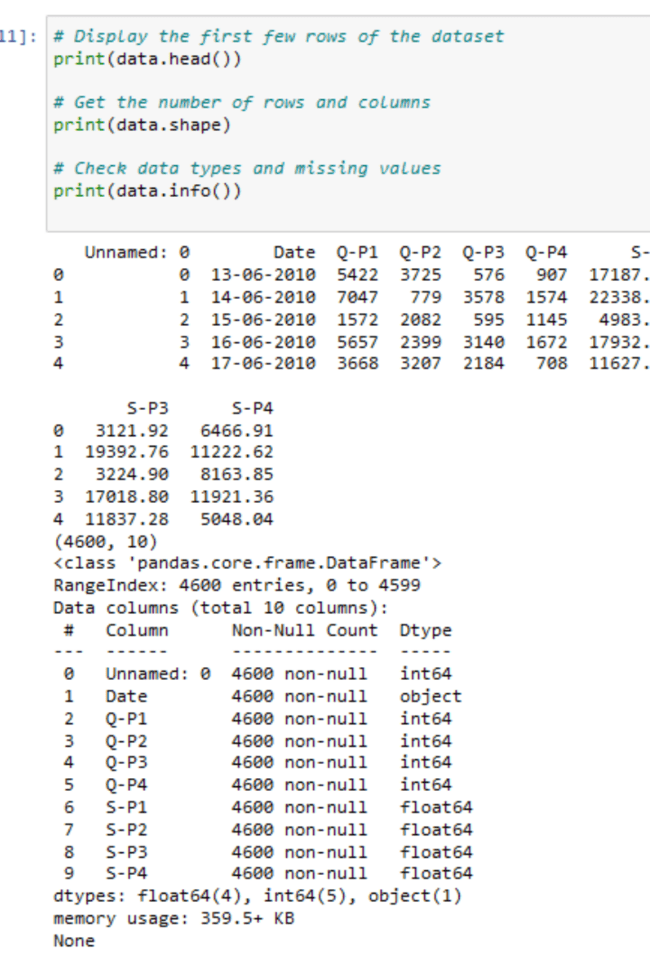 11]: # Display the first few rows of the dataset
print(data.head())
# Get the number of rows and columns
print(data.shape)
# Check data types and missing values
print(data.info())
Unnamed: 0 Date Q-P1 Q-P2 Q-P3 Q-P4 S-
0 0 13-06-2010 5422 3725 576 907 17187.
1 1 14-06-2010 7047 779 3578 1574 22338.
2 2 15-06-2010 1572 2082 595 1145 4983.
3 3 16-06-2010 5657 2399 3140 1672 17932.
4 4 17-06-2010 3668 3207 2184 708 11627.
S-P3 S-P4
0 3121.92 6466.91
1 19392.76 11222.62
2 3224.90 8163.85
3 17018.80 11921.36
4 11837.28 5048.04
(4600, 10)
<class 'pandas.core.frame.DataFrame'>
RangeIndex: 4600 entries, 0 to 4599
Data columns (total 10 columns):
# Column Non-Null Count Dtype
--- ------ -------------- -----
0 Unnamed: 0 4600 non-null int64
1 Date 4600 non-null object
2 Q-P1 4600 non-null int64
3 Q-P2 4600 non-null int64
4 Q-P3 4600 non-null int64
5 Q-P4 4600 non-null int64
6 S-P1 4600 non-null float64
7 S-P2 4600 non-null float64
8 S-P3 4600 non-null float64
9 S-P4 4600 non-null float64
dtypes: float64(4), int64(5), object(1)
memory usage: 359.5+ KB
None